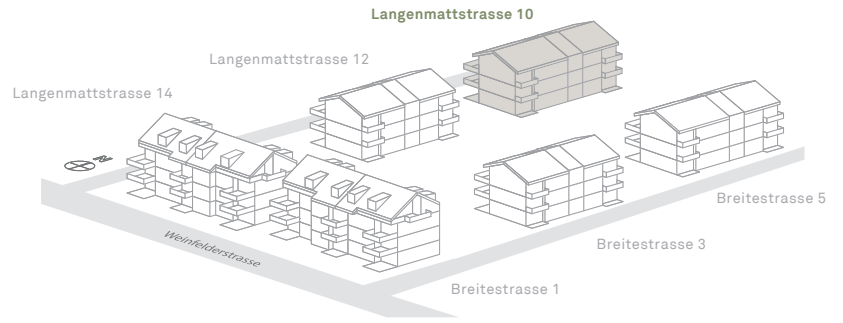 Langenmattstrasse 10
Langenmattstrasse 12
Langenmattstrasse 14
N
Breitestrasse 5
Weinfelderstrasse
Breitestrasse 3
Breitestrasse 1